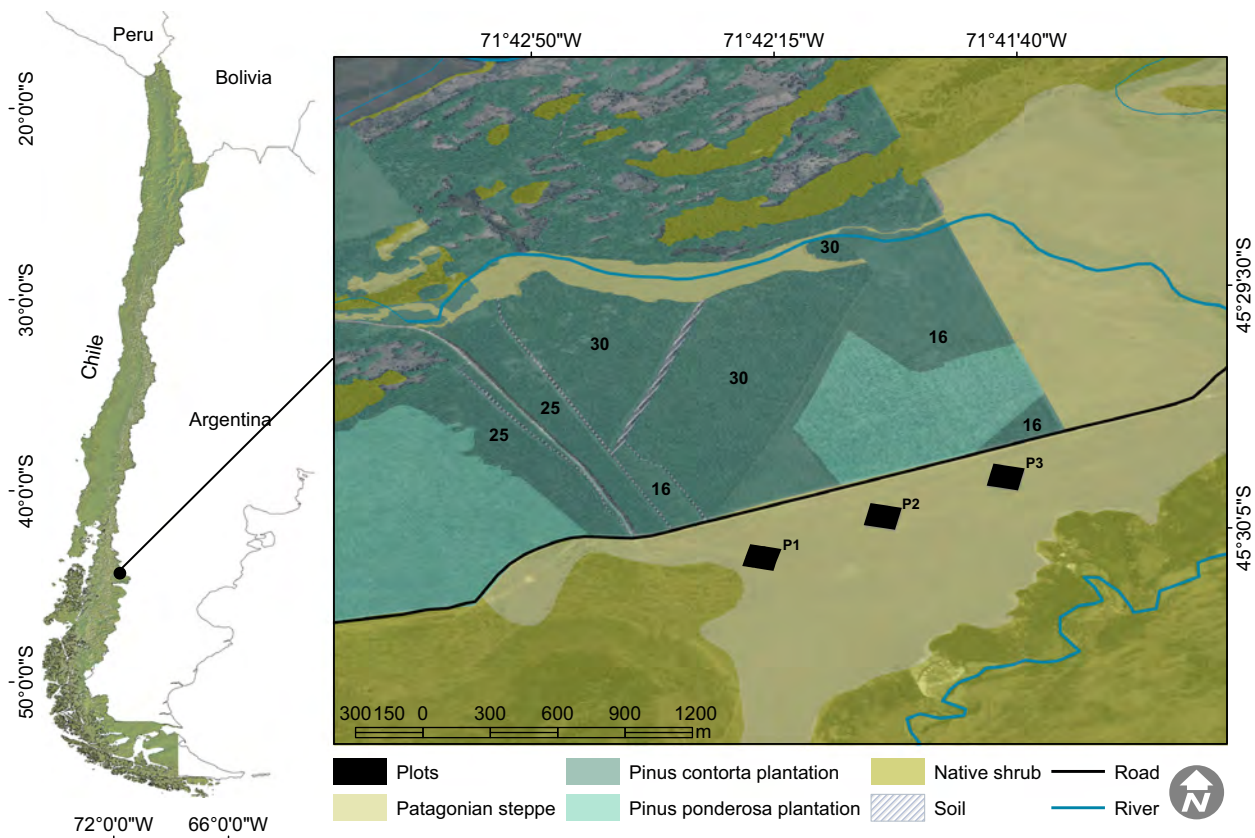 Peru
Bolivia
Chile
Argentina
20°0'0"S
30°0'0"S
40°0'0"S
50°0'0"S
72°0'0"W 66°0'0"W
71°42'50"W 71°42'15"W 71°41'40"W
45°29'30"S
45°30'5"S
30
30
16
30
25
25
16
16
P3
P2
P1
300 150 0 300 600 900 1200
m
Plots
Pinus contorta plantation
Native shrub
Road
Patagonian steppe
Pinus ponderosa plantation
Soil
River
N